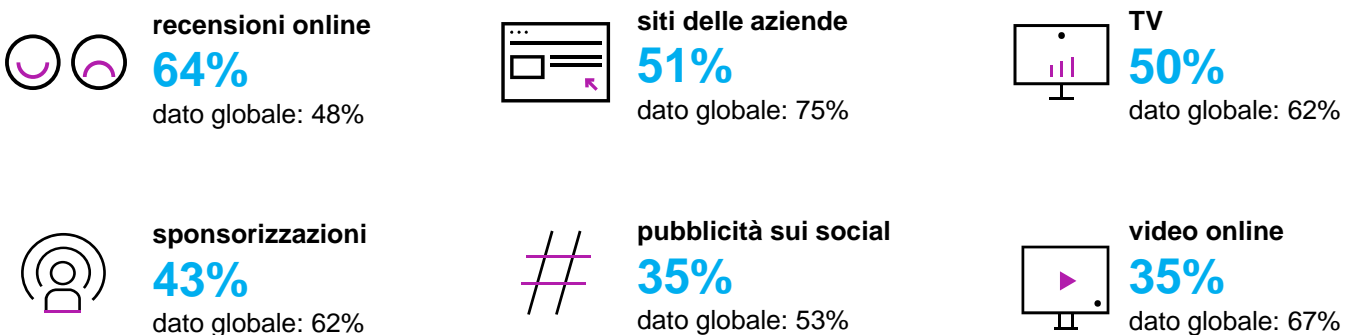 recensioni online
64%
dato globale: 48%
siti delle aziende
51%
dato globale: 75%
TV
50%
dato globale: 62%
sponsorizzazioni
43%
dato globale: 62%
pubblicità sui social
35%
dato globale: 53%
video online
35%
dato globale: 67%